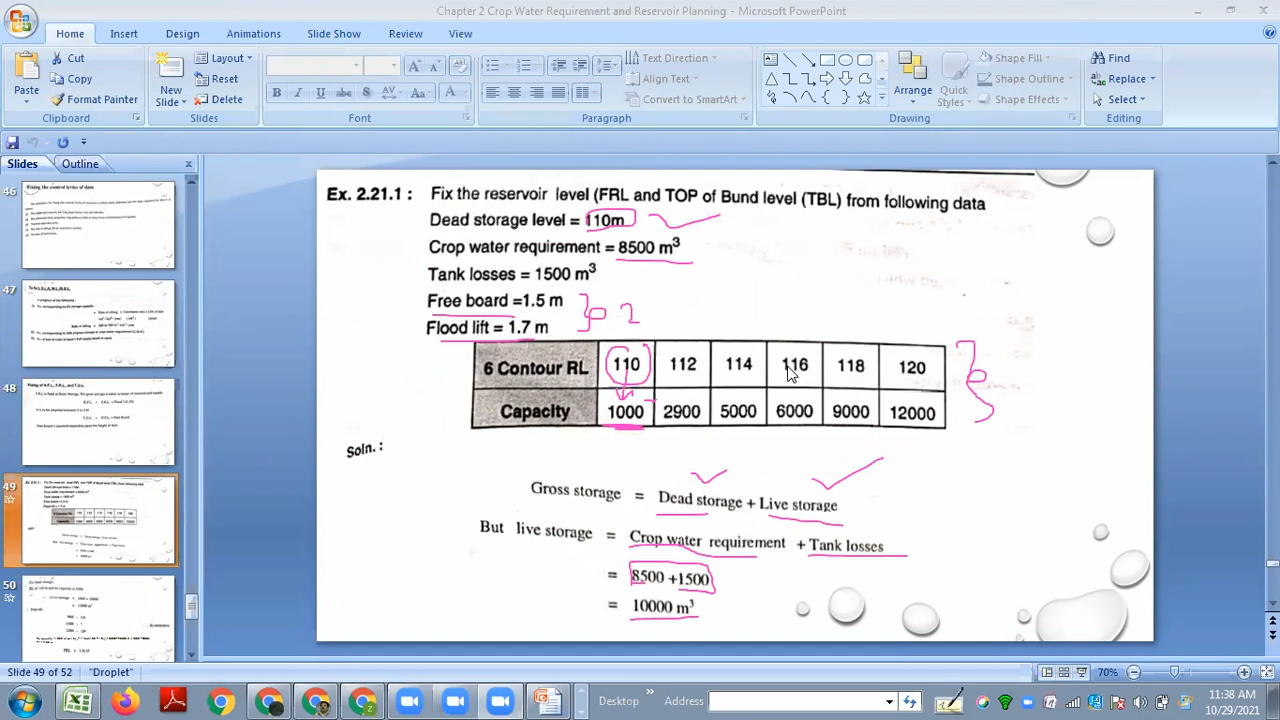 Chapter 2 Crop Water Requirement and Reservoir Planning - Microsoft PowerPoint
Home Insert Design Animations Slide Show Review View
Paste
Cut
Copy
Format Painter
Clipboard
New Slide
Layout
Reset
Delete
Slides
Font
Text Direction
Align Text
Convert to SmartArt
Paragraph
Arrange
Quick Styles
Shape Fill
Shape Outline
Shape Effects
Drawing
Find
Replace
Select
Editing
Slides Outline
46
47
48
49
50
Ex. 2.21.1 : Fix the reservoir level (FRL and TOP of Bund level (TBL) from following data
Dead storage level = 110m
Crop water requirement = 8500 m³
Tank losses = 1500 m³
Free board =1.5 m
Flood lift = 1.7 m
2
6 Contour RL 110 112 114 116 118 120
Capacity 1000 2900 5000 6800 9000 12000
Soln. :
Gross storage = Dead storage + Live storage
But live storage = Crop water requirement + Tank losses
= 8500 +1500
= 10000 m³
Slide 49 of 52 "Droplet" 70%
Desktop » Address
11:38 AM
10/29/2021